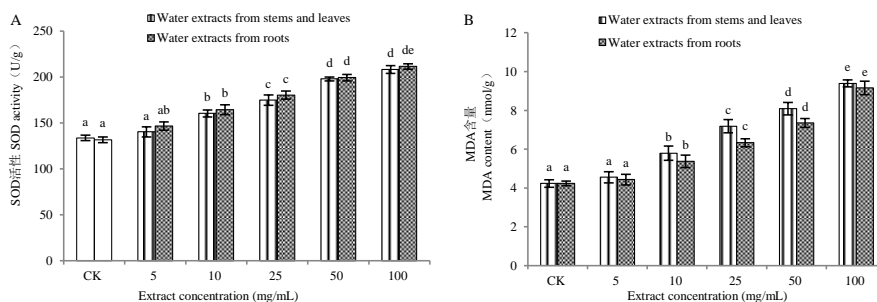 A
Water extracts from stems and leaves
Water extracts from roots
SOD活性 SOD activity（U/g）
250
200
150
100
50
0
a a a ab b b c c d d d de
CK 5 10 25 50 100
Extract concentration (mg/mL)
B
Water extracts from stems and leaves
Water extracts from roots
MDA含量
MDA content (nmol/g)
12
10
8
6
4
2
0
a a a a b b c c d d e e
CK 5 10 25 50 100
Extract concentration (mg/mL)